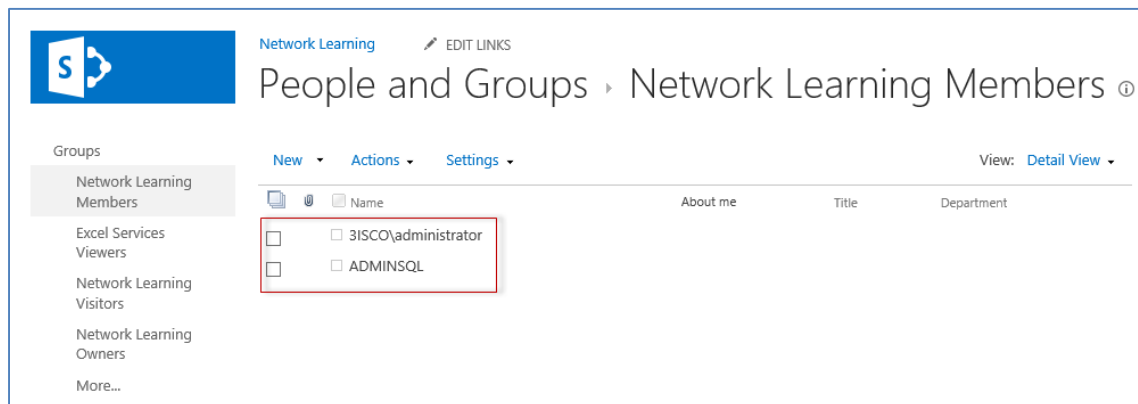 S
Network Learning EDIT LINKS
People and Groups Network Learning Members
Groups
Network Learning
Members
Excel Services
Viewers
Network Learning
Visitors
Network Learning
Owners
More...
New Actions Settings View: Detail View
Name About me Title Department
3ISCO\administrator
ADMINSQL